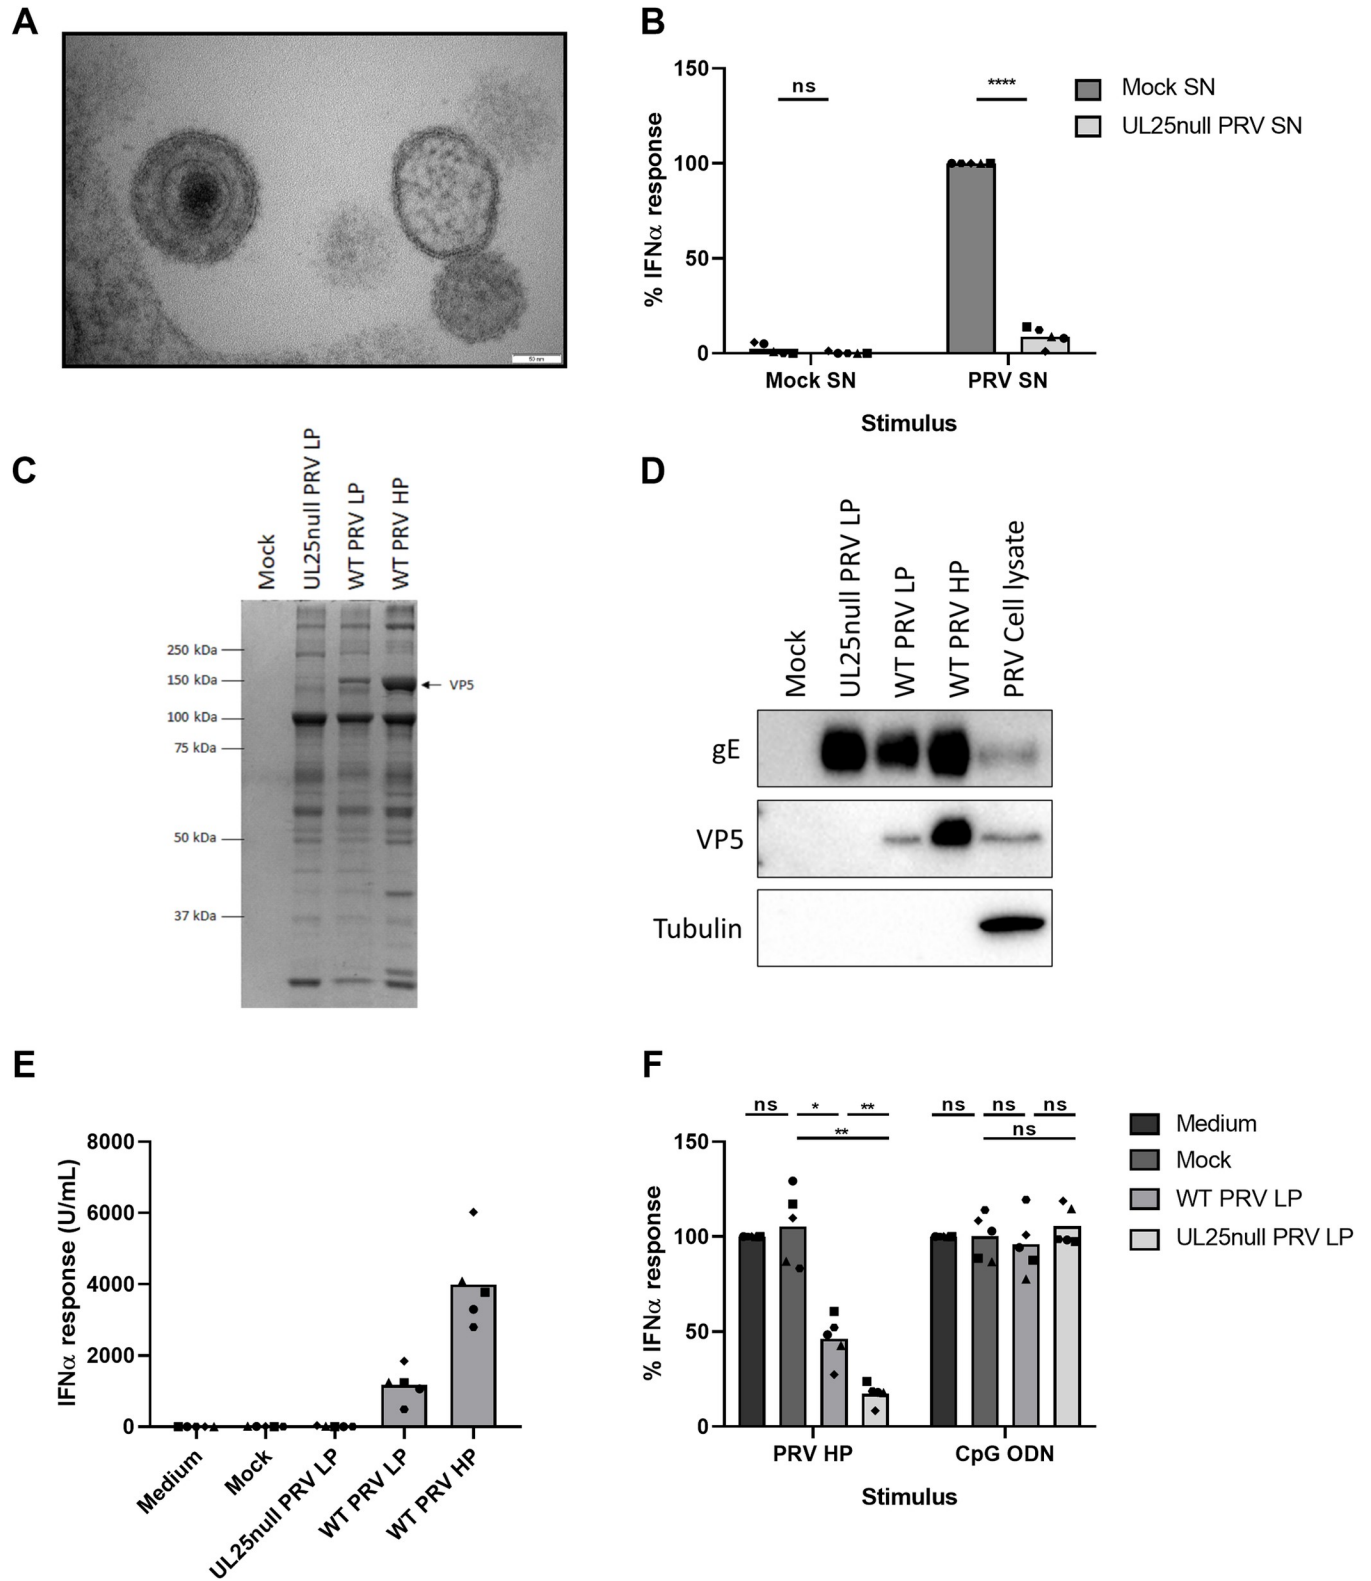 A
50 nm
B
150
100
50
0
% IFNα response
ns
****
Mock SN
PRV SN
Stimulus
Mock SN
UL25null PRV SN
C
Mock
UL25null PRV LP
WT PRV LP
WT PRV HP
250 kDa
150 kDa
100 kDa
75 kDa
50 kDa
37 kDa
VP5
D
Mock
UL25null PRV LP
WT PRV LP
WT PRV HP
PRV Cell lysate
gE
VP5
Tubulin
E
8000
6000
4000
2000
0
IFNα response (U/mL)
Medium
Mock
UL25null PRV LP
WT PRV LP
WT PRV HP
F
ns
*
**
**
ns
ns
ns
ns
150
100
50
0
% IFNα response
PRV HP
CpG ODN
Stimulus
Medium
Mock
WT PRV LP
UL25null PRV LP